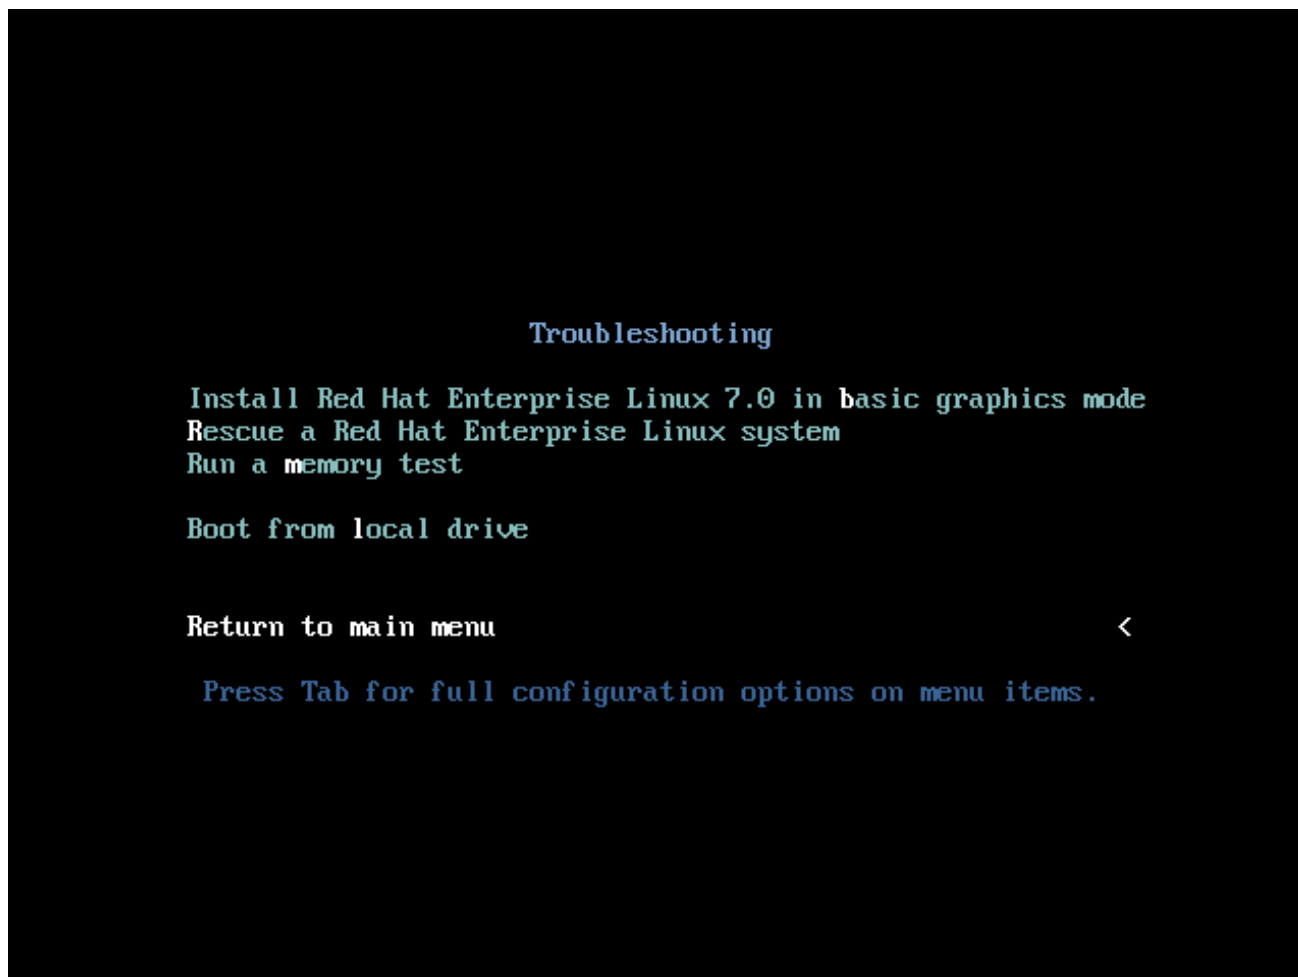 Troubleshooting
Install Red Hat Enterprise Linux 7.0 in basic graphics mode
Rescue a Red Hat Enterprise Linux system
Run a memory test
Boot from local drive
Return to main menu <
Press Tab for full configuration options on menu items.